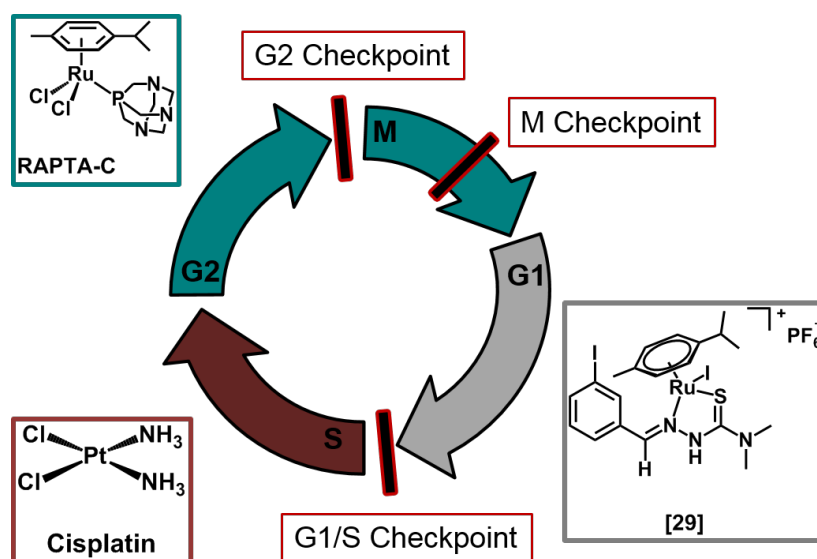 G2 Checkpoint
M Checkpoint
Ru
Cl
Cl
P
N
N
N
RAPTA-C
M
G2
G1
S
Cl
NH3
Pt
Cl
NH3
Cisplatin
G1/S Checkpoint
+
PF6-
I
Ru
I
S
N
NH
N
H
[29]